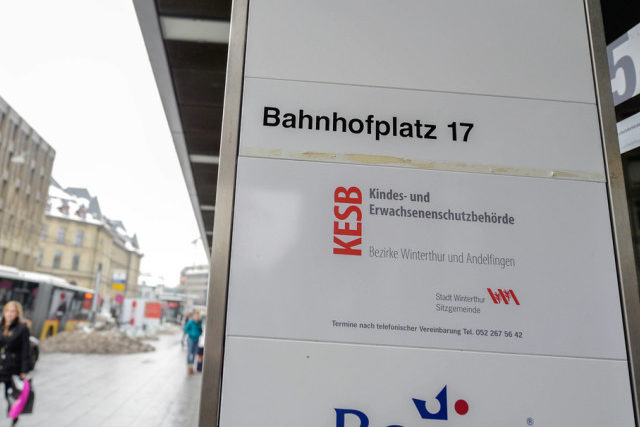 Bahnhofplatz 17
KESB
Kindes- und
Erwachsenenschutzbehörde
Bezirke Winterthur und Andelfingen
Stadt Winterthur
Sitzgemeinde
Termine nach telefonischer Vereinbarung Tel. 052 267 56 42
®
5